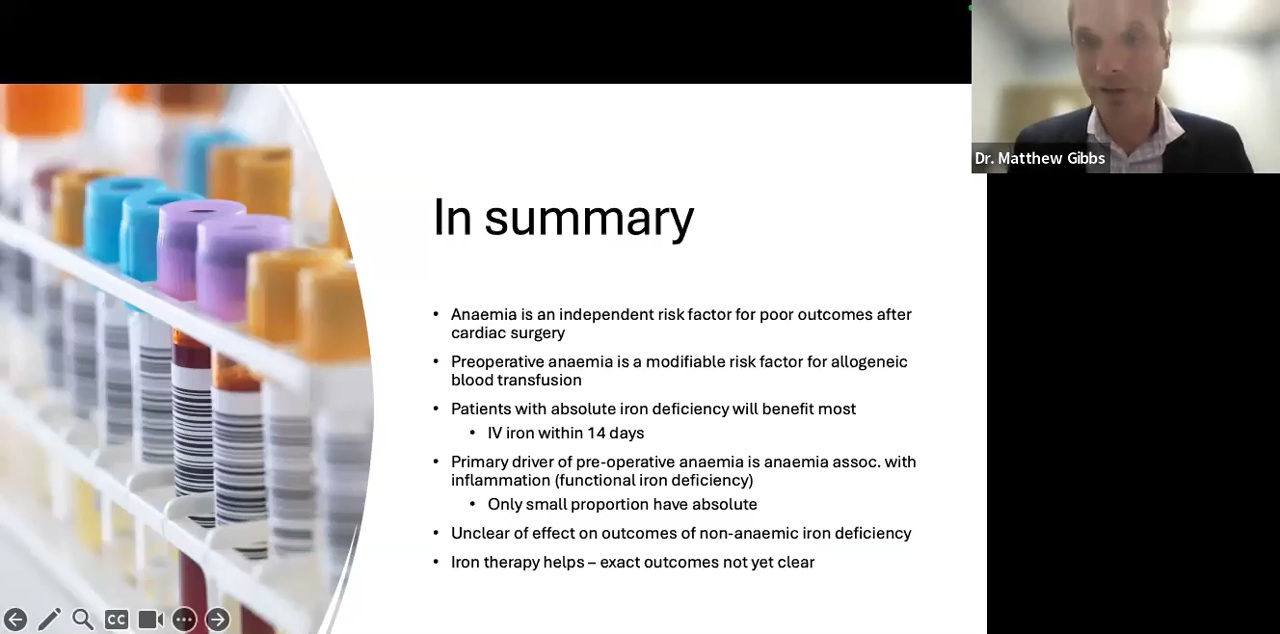 Dr. Matthew Gibbs
In summary
• Anaemia is an independent risk factor for poor outcomes after
cardiac surgery
• Preoperative anaemia is a modifiable risk factor for allogeneic
blood transfusion
• Patients with absolute iron deficiency will benefit most
• IV iron within 14 days
• Primary driver of pre-operative anaemia is anaemia assoc. with
inflammation (functional iron deficiency)
• Only small proportion have absolute
• Unclear of effect on outcomes of non-anaemic iron deficiency
• Iron therapy helps – exact outcomes not yet clear
CC